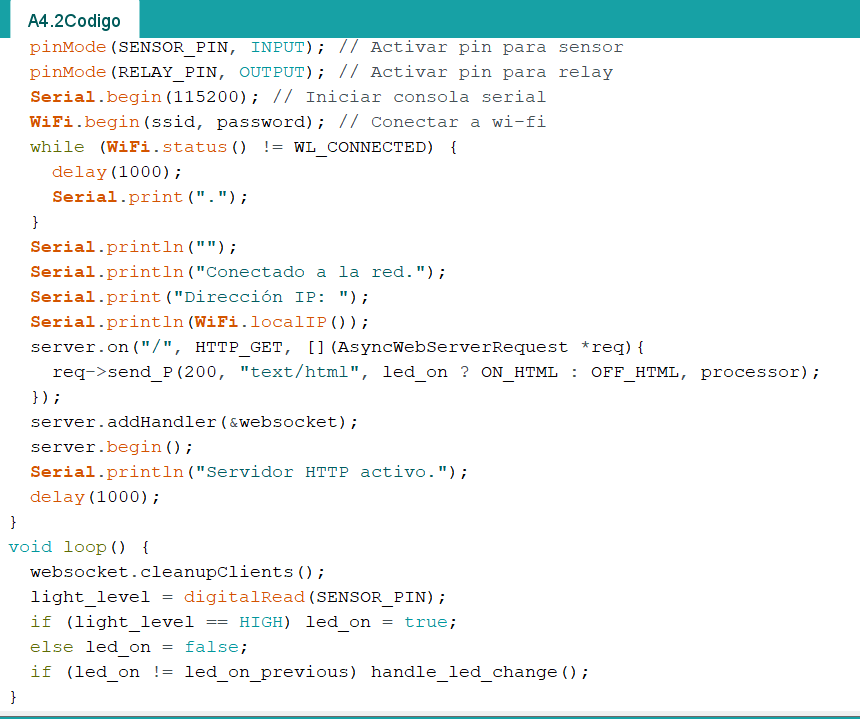 A4.2Codigo
pinMode(SENSOR_PIN, INPUT); // Activar pin para sensor
pinMode(RELAY_PIN, OUTPUT); // Activar pin para relay
Serial.begin(115200); // Iniciar consola serial
WiFi.begin(ssid, password); // Conectar a wi-fi
while (WiFi.status() != WL_CONNECTED) {
delay(1000);
Serial.print(".");
}
Serial.println("");
Serial.println("Conectado a la red.");
Serial.print("Dirección IP: ");
Serial.println(WiFi.localIP());
server.on("/", HTTP_GET, [](AsyncWebServerRequest *req){
req->send_P(200, "text/html", led_on ? ON_HTML : OFF_HTML, processor);
});
server.addHandler(&websocket);
server.begin();
Serial.println("Servidor HTTP activo.");
delay(1000);
}
void loop() {
websocket.cleanupClients();
light_level = digitalRead(SENSOR_PIN);
if (light_level == HIGH) led_on = true;
else led_on = false;
if (led_on != led_on_previous) handle_led_change();
}